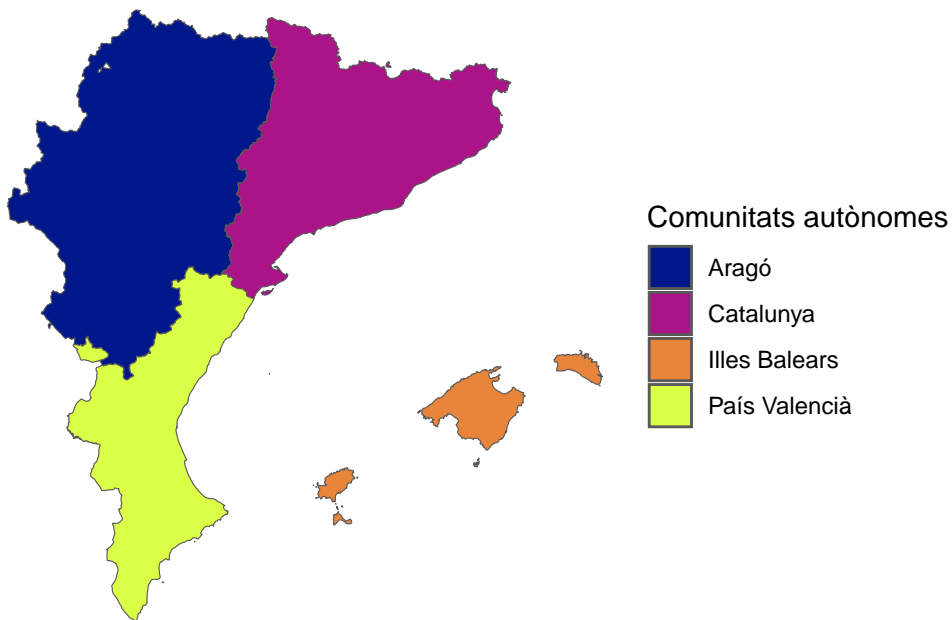 Comunitats autònomes
Aragó
Catalunya
Illes Balears
País Valencià